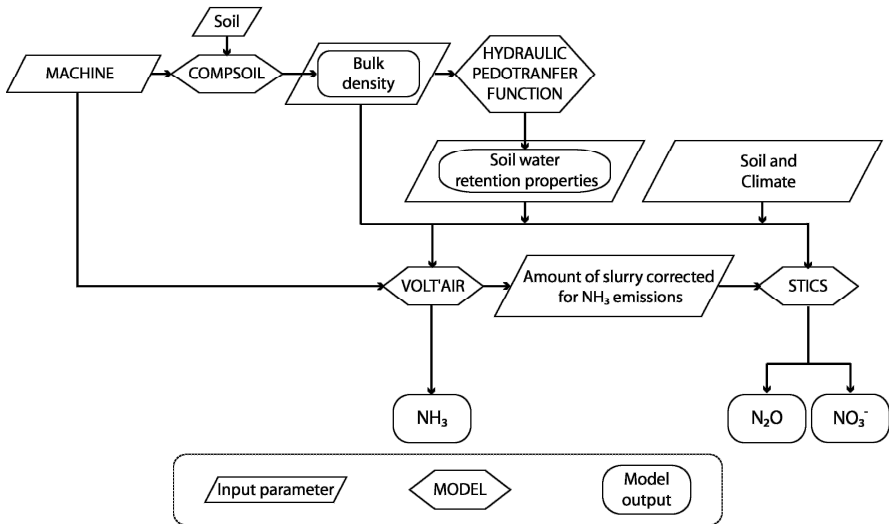 Soil
MACHINE
COMPSOIL
Bulk
density
HYDRAULIC
PEDOTRANFER
FUNCTION
Soil water
retention properties
Soil and
Climate
VOLT'AIR
Amount of slurry corrected
for NH₃ emissions
STICS
NH₃
N₂O
NO₃⁻
Input parameter
MODEL
Model
output